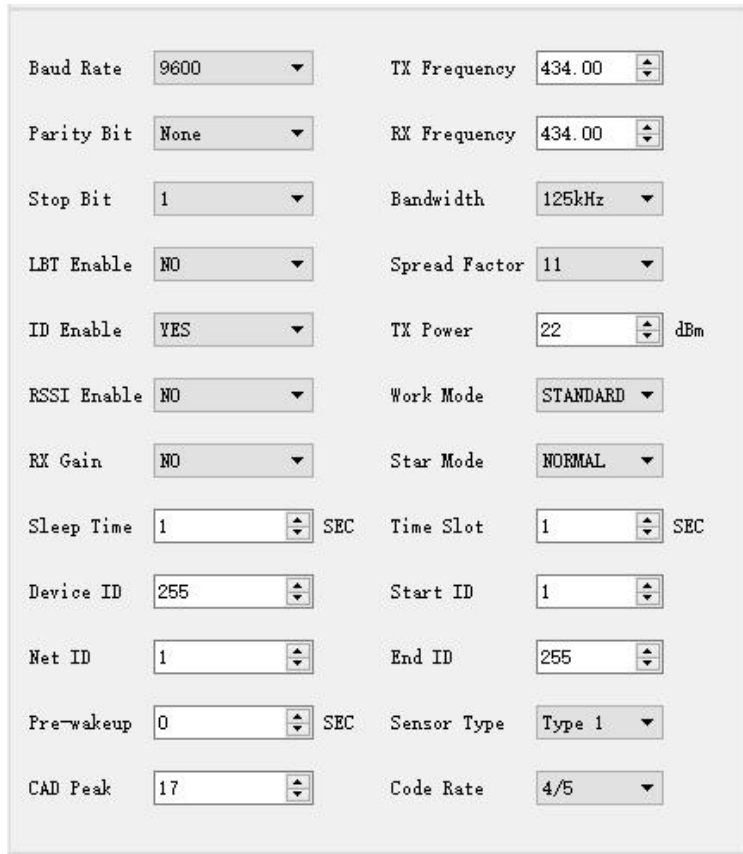 Baud Rate 9600 TX Frequency 434.00
Parity Bit None RX Frequency 434.00
Stop Bit 1 Bandwidth 125kHz
LBT Enable NO Spread Factor 11
ID Enable YES TX Power 22 dBm
RSSI Enable NO Work Mode STANDARD
RX Gain NO Star Mode NORMAL
Sleep Time 1 SEC Time Slot 1 SEC
Device ID 255 Start ID 1
Net ID 1 End ID 255
Pre-wakeup 0 SEC Sensor Type Type 1
CAD Peak 17 Code Rate 4/5